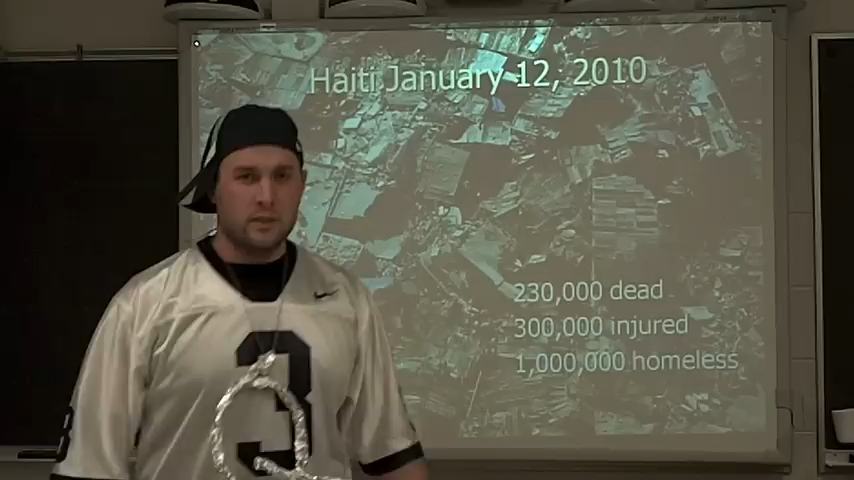 Haiti January 12, 2010
230,000 dead
300,000 injured
1,000,000 homeless
3